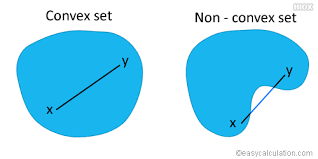 Convex set
Non - convex set
y
x
y
x
©easycalculation.com